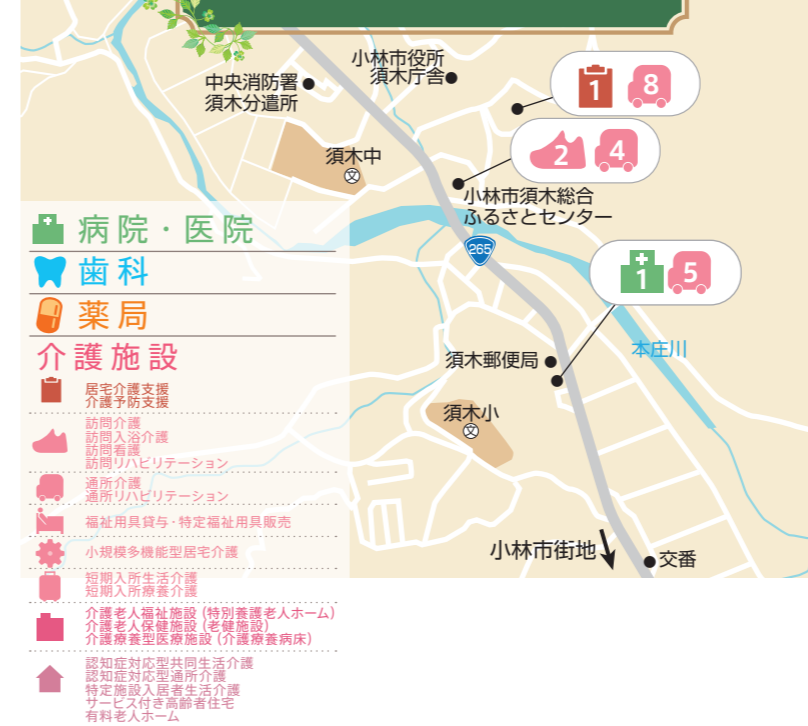 小林市役所
須木庁舎
中央消防署
須木分遣所
1
8
須木中
文
2
4
小林市須木総合
ふるさとセンター
265
1
5
須木郵便局
本庄川
須木小
文
小林市街地
交番
病院・医院
歯科
薬局
介護施設
居宅介護支援
介護予防支援
訪問介護
訪問入浴介護
訪問看護
訪問リハビリテーション
通所介護
通所リハビリテーション
福祉用具貸与・特定福祉用具販売
小規模多機能型居宅介護
短期入所生活介護
短期入所療養介護
介護老人福祉施設（特別養護老人ホーム）
介護老人保健施設（老健施設）
介護療養型医療施設（介護療養病床）
認知症対応型共同生活介護
認知症対応型通所介護
特定施設入居者生活介護
サービス付き高齢者住宅
有料老人ホーム